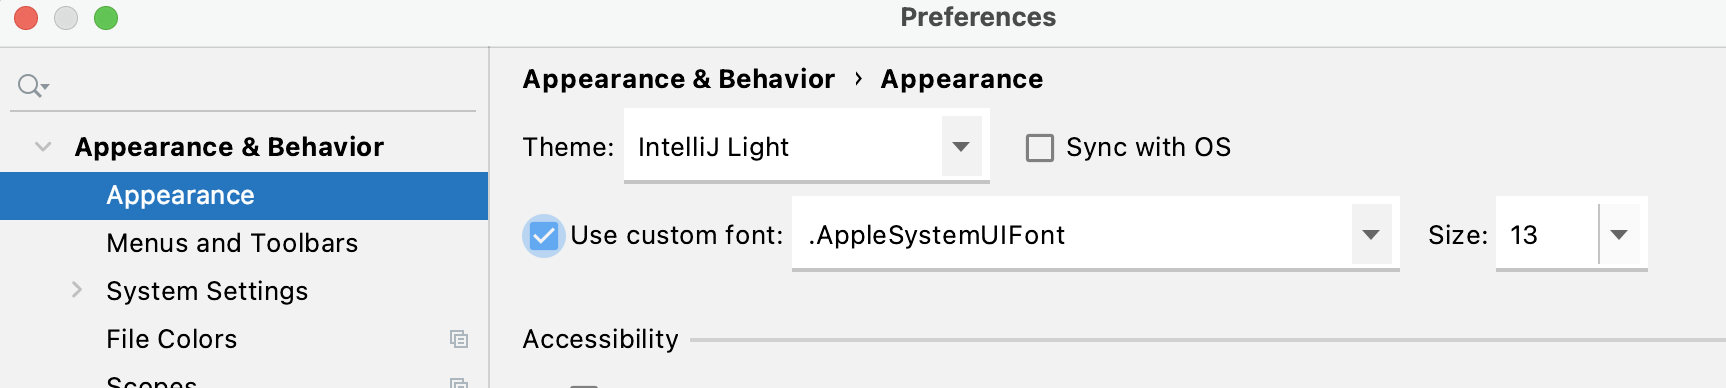 Preferences
Appearance & Behavior
Appearance
Menus and Toolbars
System Settings
File Colors
Scopes
Appearance & Behavior › Appearance
Theme: IntelliJ Light Sync with OS
Use custom font: .AppleSystemUIFont Size: 13
Accessibility